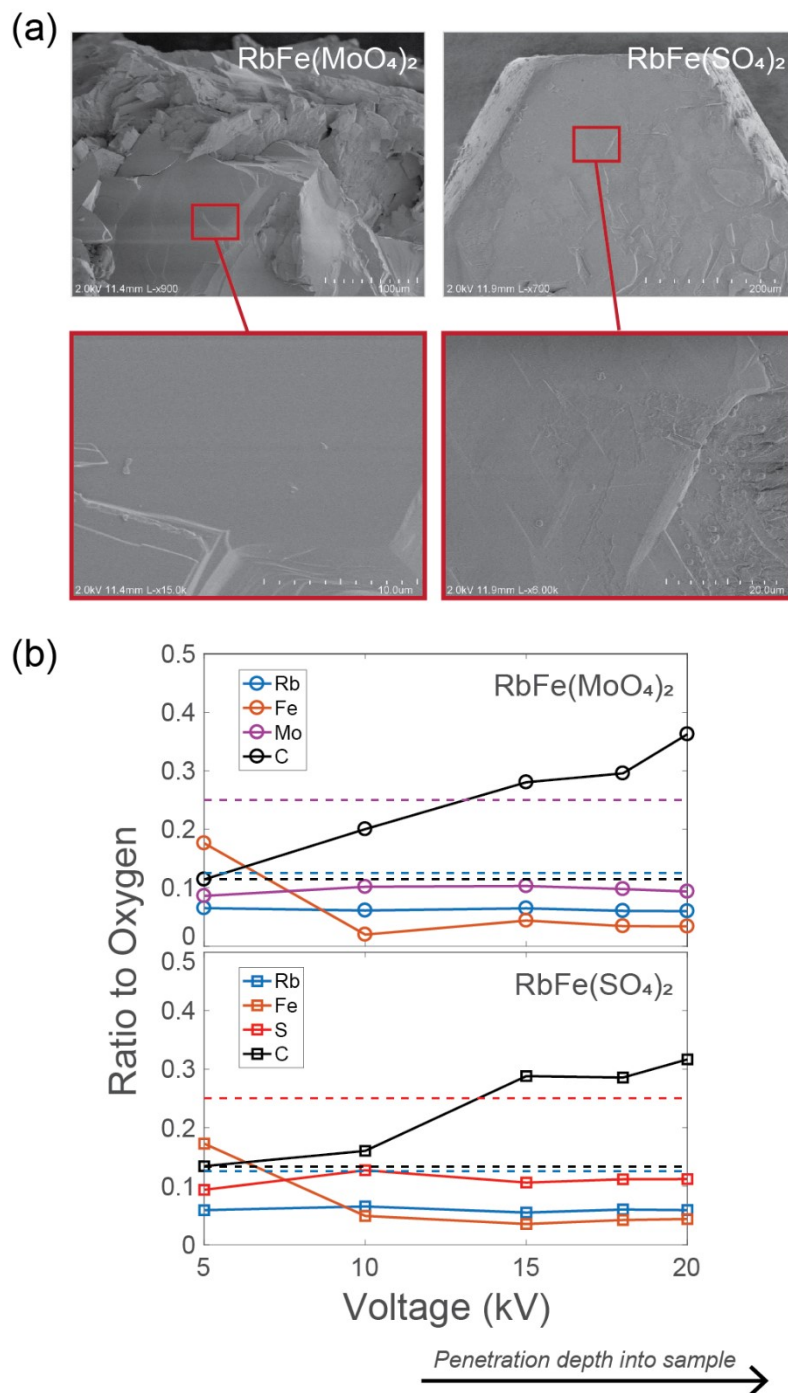 (a)
RbFe(MoO₄)₂
RbFe(SO₄)₂
2.0kV 11.4mm L-x900
100um
2.0kV 11.9mm L-x700
200um
2.0kV 11.4mm L-x15.0k
10.0um
2.0kV 11.9mm L-x6.00k
20.0um
(b)
Ratio to Oxygen
0.5
0.4
0.3
0.2
0.1
0
Rb
Fe
Mo
C
RbFe(MoO₄)₂
0.5
0.4
0.3
0.2
0.1
0
Rb
Fe
S
C
RbFe(SO₄)₂
5
10
15
20
Voltage (kV)
Penetration depth into sample